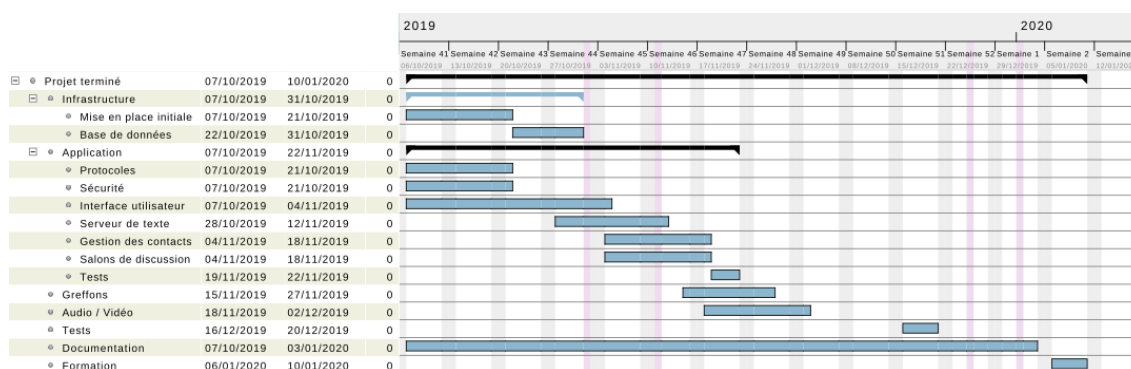 2019 2020
Semaine 41 Semaine 42 Semaine 43 Semaine 44 Semaine 45 Semaine 46 Semaine 47 Semaine 48 Semaine 49 Semaine 50 Semaine 51 Semaine 52 Semaine 1 Semaine 2 Semaine
06/10/2019 13/10/2019 20/10/2019 27/10/2019 03/11/2019 10/11/2019 17/11/2019 24/11/2019 01/12/2019 08/12/2019 15/12/2019 22/12/2019 29/12/2019 05/01/2020 12/01/202
Projet terminé 07/10/2019 10/01/2020 0
Infrastructure 07/10/2019 31/10/2019 0
Mise en place initiale 07/10/2019 21/10/2019 0
Base de données 22/10/2019 31/10/2019 0
Application 07/10/2019 22/11/2019 0
Protocoles 07/10/2019 21/10/2019 0
Sécurité 07/10/2019 21/10/2019 0
Interface utilisateur 07/10/2019 04/11/2019 0
Serveur de texte 28/10/2019 12/11/2019 0
Gestion des contacts 04/11/2019 18/11/2019 0
Salons de discussion 04/11/2019 18/11/2019 0
Tests 19/11/2019 22/11/2019 0
Greffons 15/11/2019 27/11/2019 0
Audio / Vidéo 18/11/2019 02/12/2019 0
Tests 16/12/2019 20/12/2019 0
Documentation 07/10/2019 03/01/2020 0
Formation 06/01/2020 10/01/2020 0